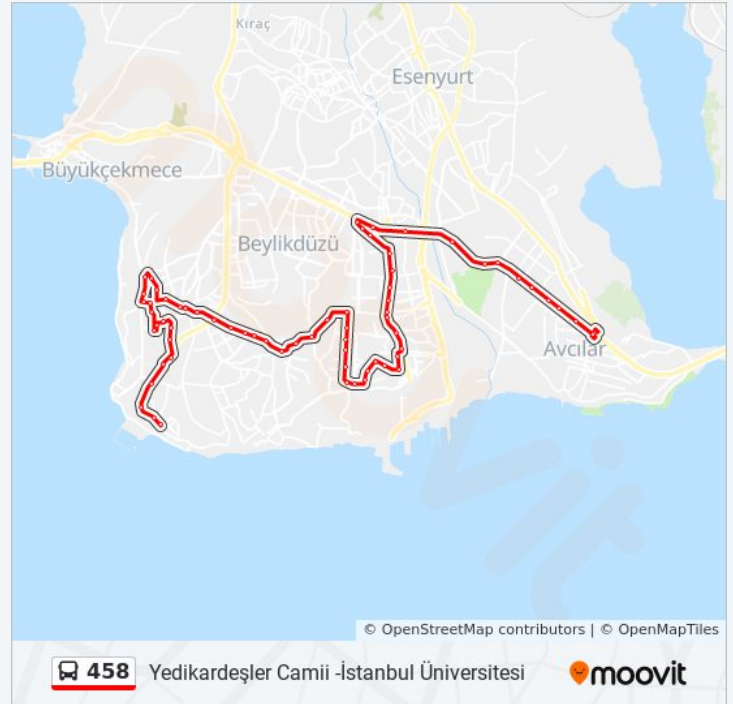 Kıraç
Esenyurt
Büyükçekmece
Beylikdüzü
Avcılar
© OpenStreetMap contributors | © OpenMapTiles
458 Yedikardeşler Camii -İstanbul Üniversitesi moovit